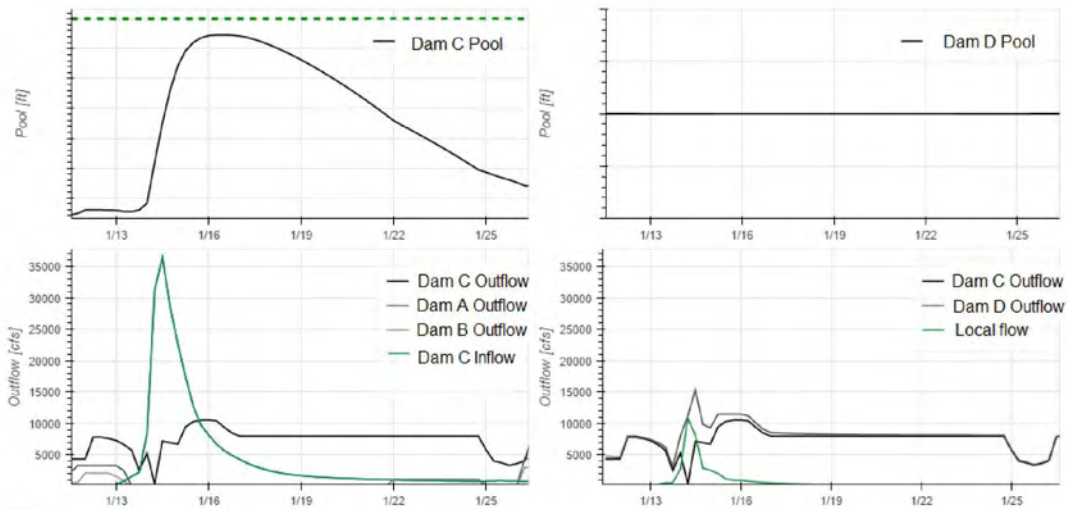 Dam C Pool
Pool [ft]
1/13 1/16 1/19 1/22 1/25
Dam D Pool
Pool [ft]
1/13 1/16 1/19 1/22 1/25
35000
30000
25000
20000
15000
10000
5000
Outflow [cfs]
Dam C Outflow
Dam A Outflow
Dam B Outflow
Dam C Inflow
1/13 1/16 1/19 1/22 1/25
35000
30000
25000
20000
15000
10000
5000
Outflow [cfs]
Dam C Outflow
Dam D Outflow
Local flow
1/13 1/16 1/19 1/22 1/25